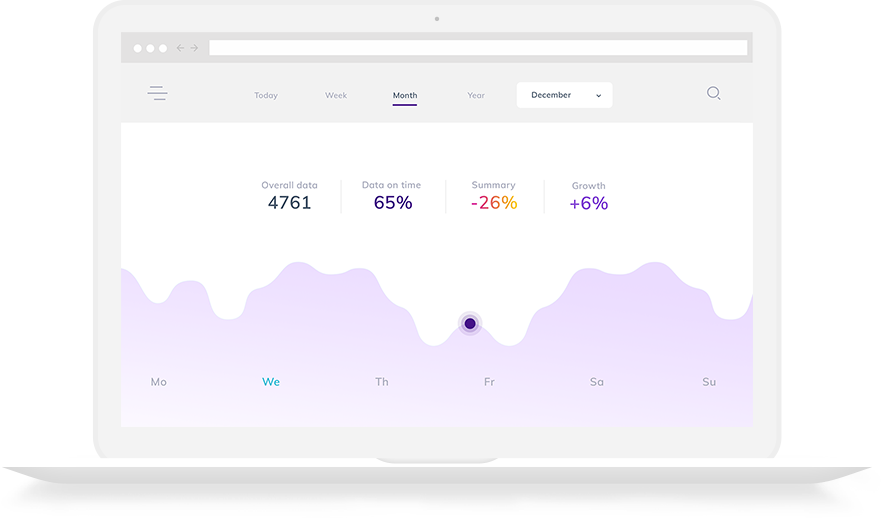 Today Week Month Year December
Overall data Data on time Summary Growth
4761 65% -26% +6%
Mo We Th Fr Sa Su